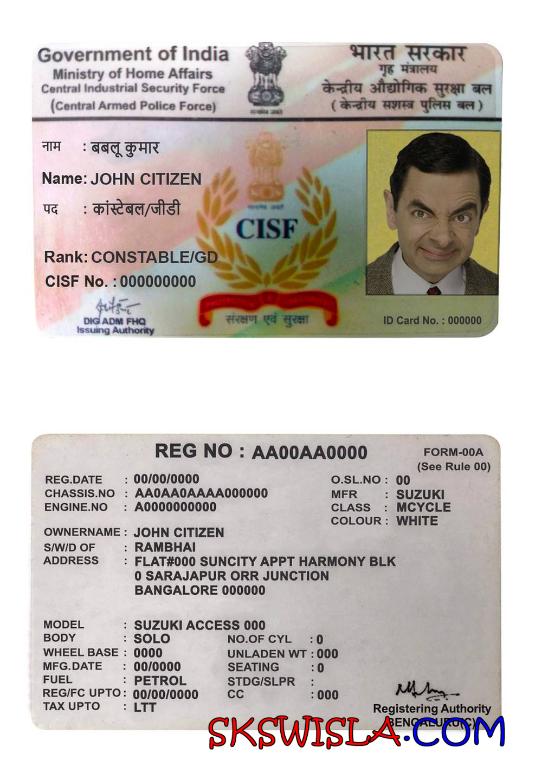 Government of India
Ministry of Home Affairs
Central Industrial Security Force
(Central Armed Police Force)
भारत सरकार
गृह मंत्रालय
केन्द्रीय औद्योगिक सुरक्षा बल
( केन्द्रीय सशस्त्र पुलिस बल )
नाम : बबलू कुमार
Name: JOHN CITIZEN
पद : कांस्टेबल/जीडी
Rank: CONSTABLE/GD
CISF No. : 000000000
CISF
संरक्षण एवं सुरक्षा
DIG ADM FHQ
Issuing Authority
ID Card No. : 000000
REG NO : AA00AA0000
FORM-00A
(See Rule 00)
REG.DATE : 00/00/0000
O.SL.NO : 00
CHASSIS.NO : AA0AA0AAAA000000
MFR : SUZUKI
ENGINE.NO : A0000000000
CLASS : MCYCLE
COLOUR : WHITE
OWNERNAME : JOHN CITIZEN
S/W/D OF : RAMBHAI
ADDRESS : FLAT#000 SUNCITY APPT HARMONY BLK
0 SARAJAPUR ORR JUNCTION
BANGALORE 000000
MODEL : SUZUKI ACCESS 000
BODY : SOLO
NO.OF CYL : 0
WHEEL BASE : 0000
UNLADEN WT : 000
MFG.DATE : 00/0000
SEATING : 0
FUEL : PETROL
STDG/SLPR :
REG/FC UPTO : 00/00/0000
CC : 000
TAX UPTO : LTT
Registering Authority
BENGALURU(C)
SKSWISLA.COM